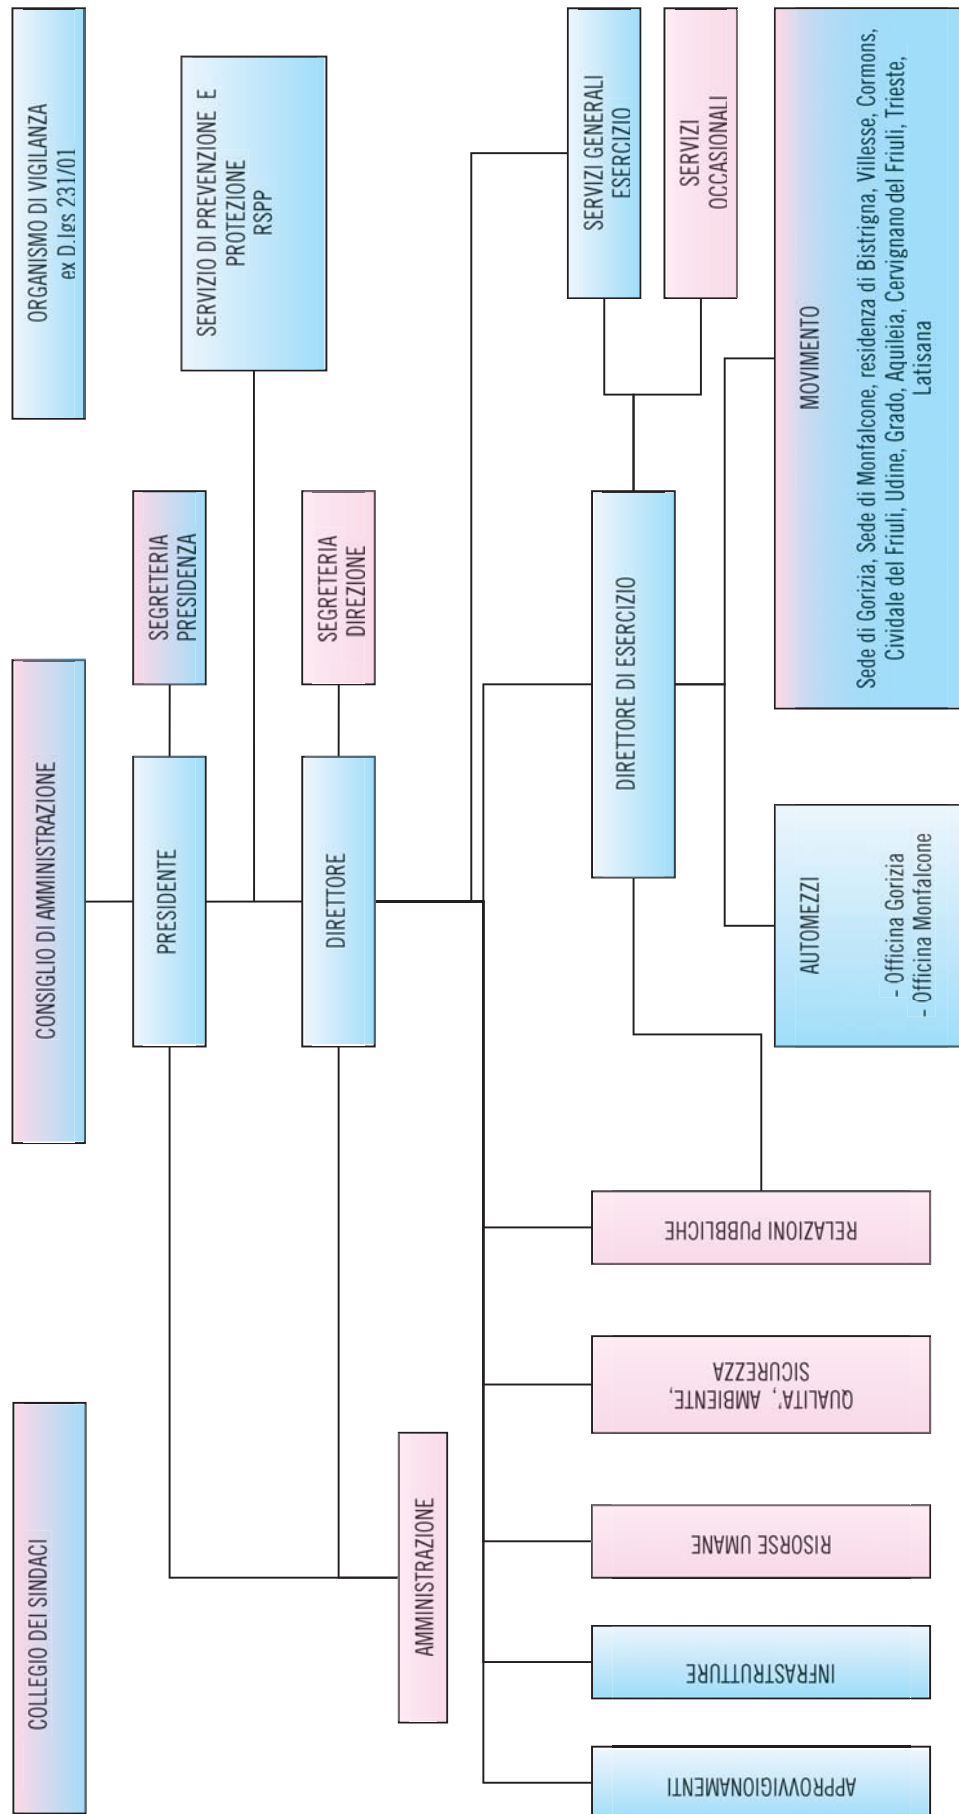 COLLEGIO DEI SINDACI
CONSIGLIO DI AMMINISTRAZIONE
ORGANISMO DI VIGILANZA
ex D.lgs 231/01
PRESIDENTE
SEGRETERIA
PRESIDENZA
SERVIZIO DI PREVENZIONE E
PROTEZIONE
RSPP
DIRETTORE
SEGRETERIA
DIREZIONE
AMMINISTRAZIONE
APPROVVIGIONAMENTI
INFRASTRUTTURE
RISORSE UMANE
QUALITA', AMBIENTE,
SICUREZZA
RELAZIONI PUBBLICHE
DIRETTORE DI ESERCIZIO
SERVIZI GENERALI
ESERCIZIO
SERVIZI
OCCASIONALI
AUTOMEZZI
- Officina Gorizia
- Officina Monfalcone
MOVIMENTO
Sede di Gorizia, Sede di Monfalcone, residenza di Bistrigna, Villesse, Cormons,
Cividale del Friuli, Udine, Grado, Aquileia, Cervignano del Friuli, Trieste,
Latisana